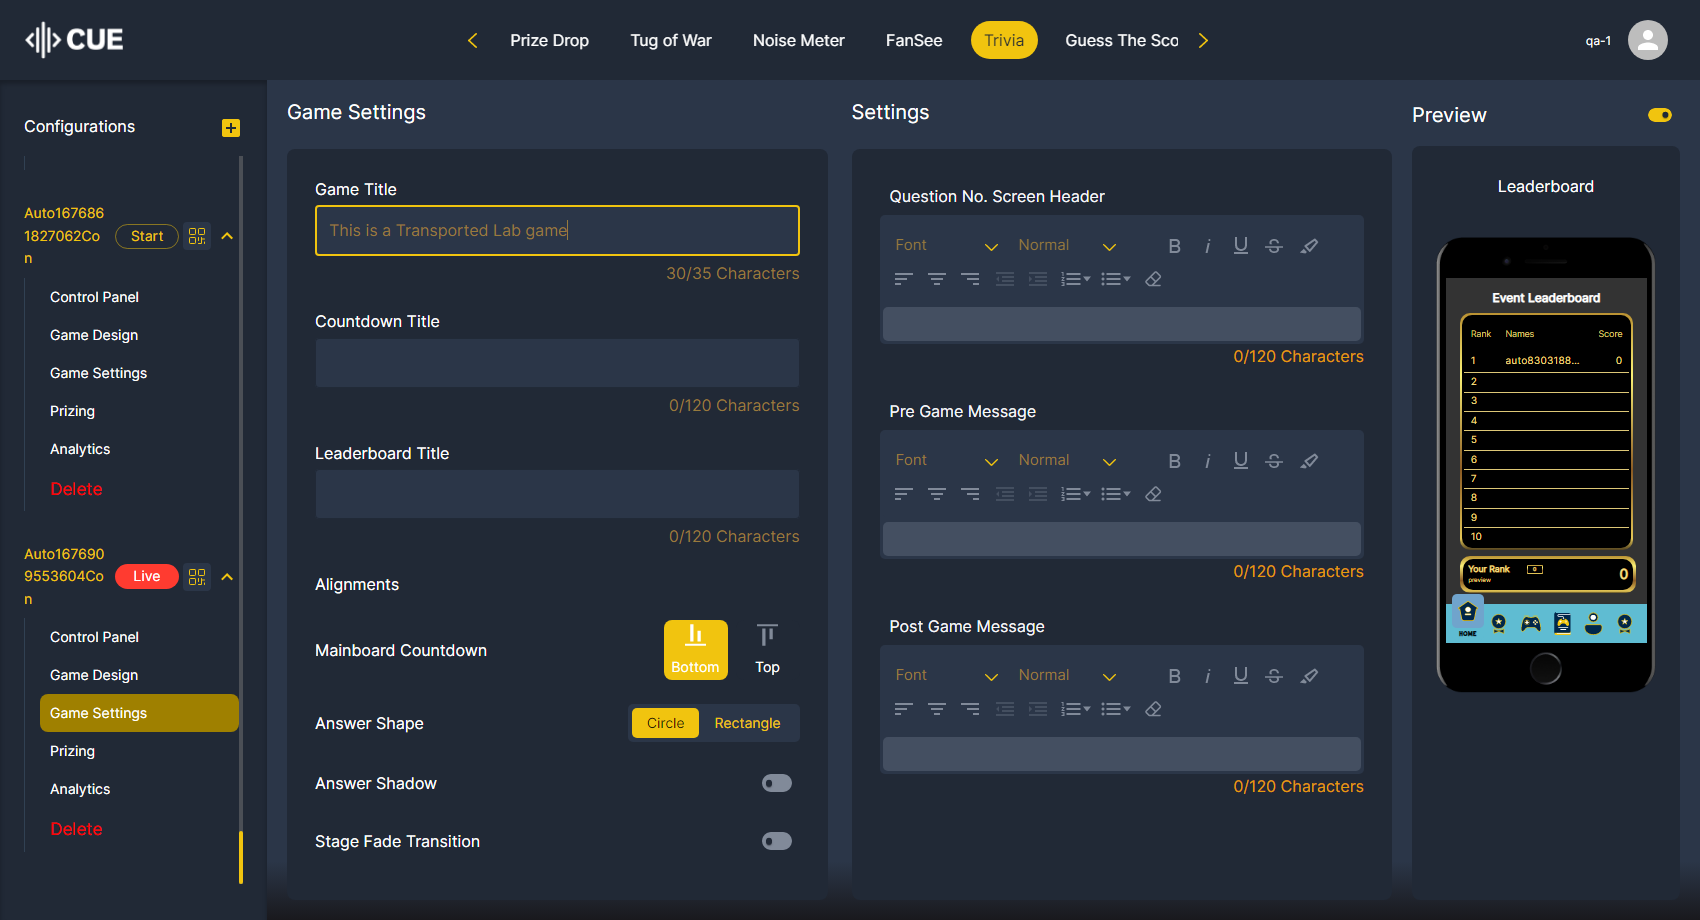 CUE
Prize Drop
Tug of War
Noise Meter
FanSee
Trivia
Guess The Sco
qa-1
Configurations
Auto167686
1827062Co
n
Start
Control Panel
Game Design
Game Settings
Prizing
Analytics
Delete
Auto167690
9553604Co
n
Live
Control Panel
Game Design
Game Settings
Prizing
Analytics
Delete
Game Settings
Game Title
This is a Transported Lab game
30/35 Characters
Countdown Title
0/120 Characters
Leaderboard Title
0/120 Characters
Alignments
Mainboard Countdown
Bottom
Top
Answer Shape
Circle
Rectangle
Answer Shadow
Stage Fade Transition
Settings
Question No. Screen Header
Font
Normal
B i U S
0/120 Characters
Pre Game Message
Font
Normal
B i U S
0/120 Characters
Post Game Message
Font
Normal
B i U S
0/120 Characters
Preview
Leaderboard
Event Leaderboard
Rank Names Score
1 auto8303188... 0
2
3
4
5
6
7
8
9
10
Your Rank 0 0
preview
HOME